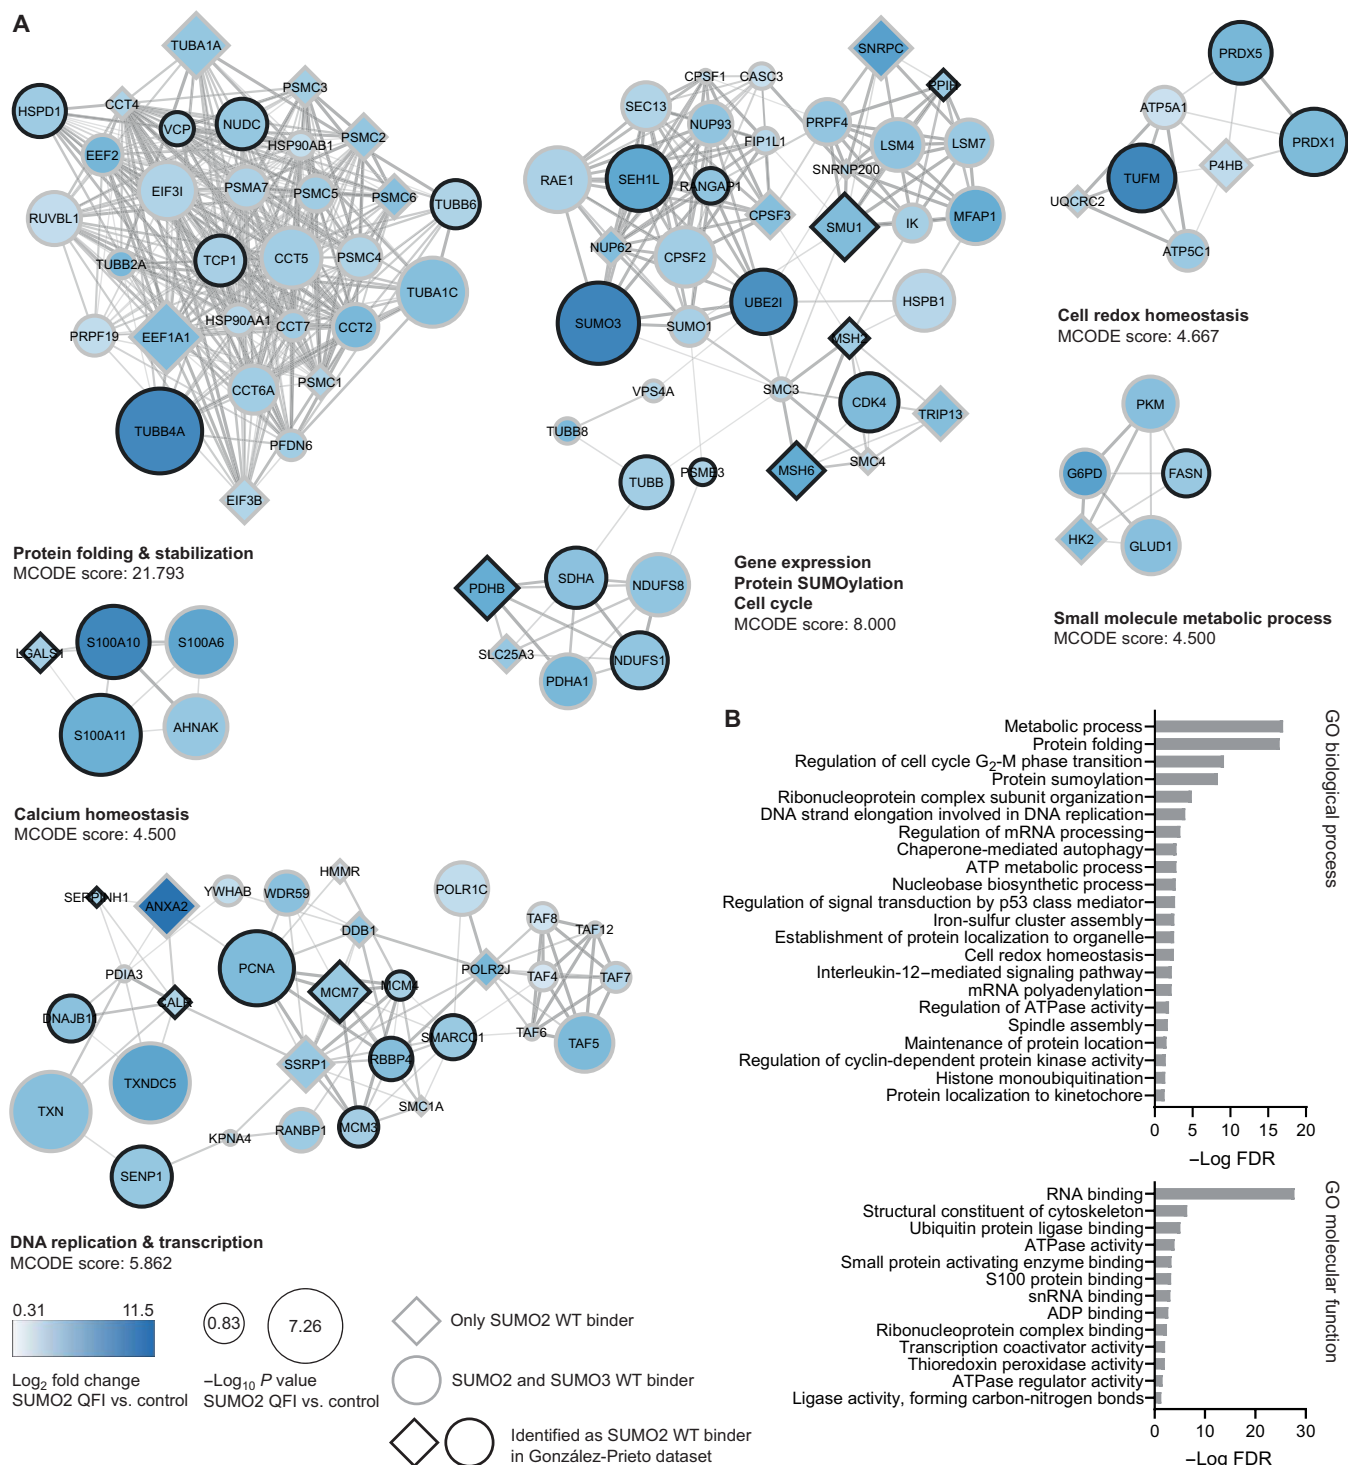 A
TUBA1A
CCT4
PSMC3
HSPD1
VCP
NUDC
HSP90AB1
PSMC2
EEF2
EIF3I
PSMA7
PSMC5
PSMC6
TUBB6
RUVBL1
TUBB2A
TCP1
CCT5
PSMC4
TUBA1C
PRPF19
EEF1A1
HSP90AA1
CCT7
CCT2
CCT6A
PSMC1
TUBB4A
PFDN6
EIF3B
Protein folding & stabilization
MCODE score: 21.793
CPSF1
CASC3
SNRPC
PPIH
SEC13
NUP93
FIP1L1
PRPF4
LSM4
LSM7
RAE1
SEH1L
RANGAP1
SNRNP200
CPSF3
SMU1
IK
MFAP1
NUP62
CPSF2
SUMO3
SUMO1
UBE2I
HSPB1
MSH2
VPS4A
SMC3
CDK4
TRIP13
TUBB8
TUBB
PSMB3
MSH6
SMC4
PDHB
SDHA
NDUFS8
SLC25A3
PDHA1
NDUFS1
Gene expression
Protein SUMOylation
Cell cycle
MCODE score: 8.000
PRDX5
ATP5A1
PRDX1
TUFM
P4HB
UQCRC2
ATP5C1
Cell redox homeostasis
MCODE score: 4.667
PKM
G6PD
FASN
HK2
GLUD1
Small molecule metabolic process
MCODE score: 4.500
LGALS1
S100A10
S100A6
S100A11
AHNAK
Calcium homeostasis
MCODE score: 4.500
SERPINH1
ANXA2
YWHAB
WDR59
HMMR
DDB1
POLR1C
TAF8
TAF12
PDIA3
PCNA
MCM7
MCM4
POLR2J
TAF4
TAF7
DNAJB11
CALR
SMARCC1
TAF6
TAF5
TXN
TXNDC5
SSRP1
RBBP4
SMC1A
KPNA4
RANBP1
MCM3
SENP1
DNA replication & transcription
MCODE score: 5.862
0.31 11.5
Log2 fold change
SUMO2 QFI vs. control
0.83
7.26
−Log10 P value
SUMO2 QFI vs. control
Only SUMO2 WT binder
SUMO2 and SUMO3 WT binder
Identified as SUMO2 WT binder
in González-Prieto dataset
B
Metabolic process
Protein folding
Regulation of cell cycle G2-M phase transition
Protein sumoylation
Ribonucleoprotein complex subunit organization
DNA strand elongation involved in DNA replication
Regulation of mRNA processing
Chaperone-mediated autophagy
ATP metabolic process
Nucleobase biosynthetic process
Regulation of signal transduction by p53 class mediator
Iron-sulfur cluster assembly
Establishment of protein localization to organelle
Cell redox homeostasis
Interleukin-12−mediated signaling pathway
mRNA polyadenylation
Regulation of ATPase activity
Spindle assembly
Maintenance of protein location
Regulation of cyclin-dependent protein kinase activity
Histone monoubiquitination
Protein localization to kinetochore
0 5 10 15 20
−Log FDR
GO biological process
RNA binding
Structural constituent of cytoskeleton
Ubiquitin protein ligase binding
ATPase activity
Small protein activating enzyme binding
S100 protein binding
snRNA binding
ADP binding
Ribonucleoprotein complex binding
Transcription coactivator activity
Thioredoxin peroxidase activity
ATPase regulator activity
Ligase activity, forming carbon-nitrogen bonds
0 10 20 30
−Log FDR
GO molecular function